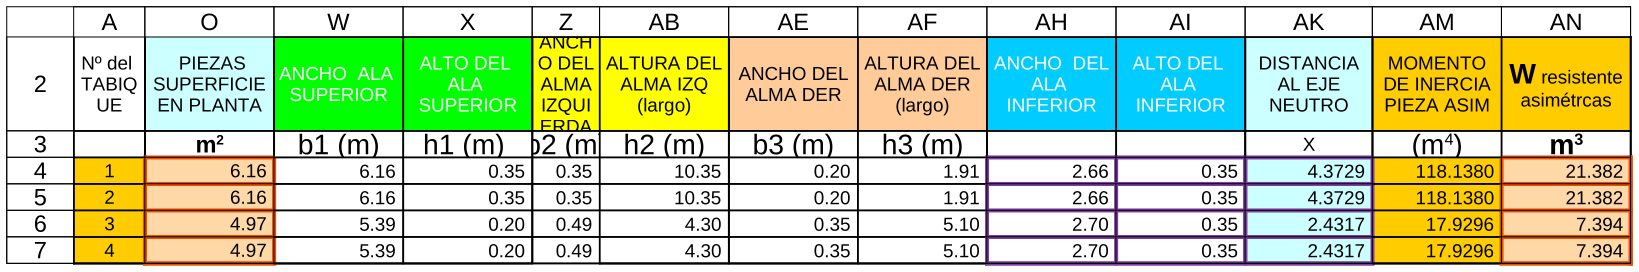 A O W X Z AB AE AF AH AI AK AM AN
2 Nº del TABIQ UE PIEZAS SUPERFICIE EN PLANTA ANCHO ALA SUPERIOR ALTO DEL ALA SUPERIOR ANCH O DEL ALMA IZQUI ERDA ALTURA DEL ALMA IZQ (largo) ANCHO DEL ALMA DER ALTURA DEL ALMA DER (largo) ANCHO DEL ALA INFERIOR ALTO DEL ALA INFERIOR DISTANCIA AL EJE NEUTRO MOMENTO DE INERCIA PIEZA ASIM W resistente asimétrcas
3 m² b1 (m) h1 (m) b2 (m h2 (m) b3 (m) h3 (m) X (m⁴) m³
4 1 6.16 6.16 0.35 0.35 10.35 0.20 1.91 2.66 0.35 4.3729 118.1380 21.382
5 2 6.16 6.16 0.35 0.35 10.35 0.20 1.91 2.66 0.35 4.3729 118.1380 21.382
6 3 4.97 5.39 0.20 0.49 4.30 0.35 5.10 2.70 0.35 2.4317 17.9296 7.394
7 4 4.97 5.39 0.20 0.49 4.30 0.35 5.10 2.70 0.35 2.4317 17.9296 7.394